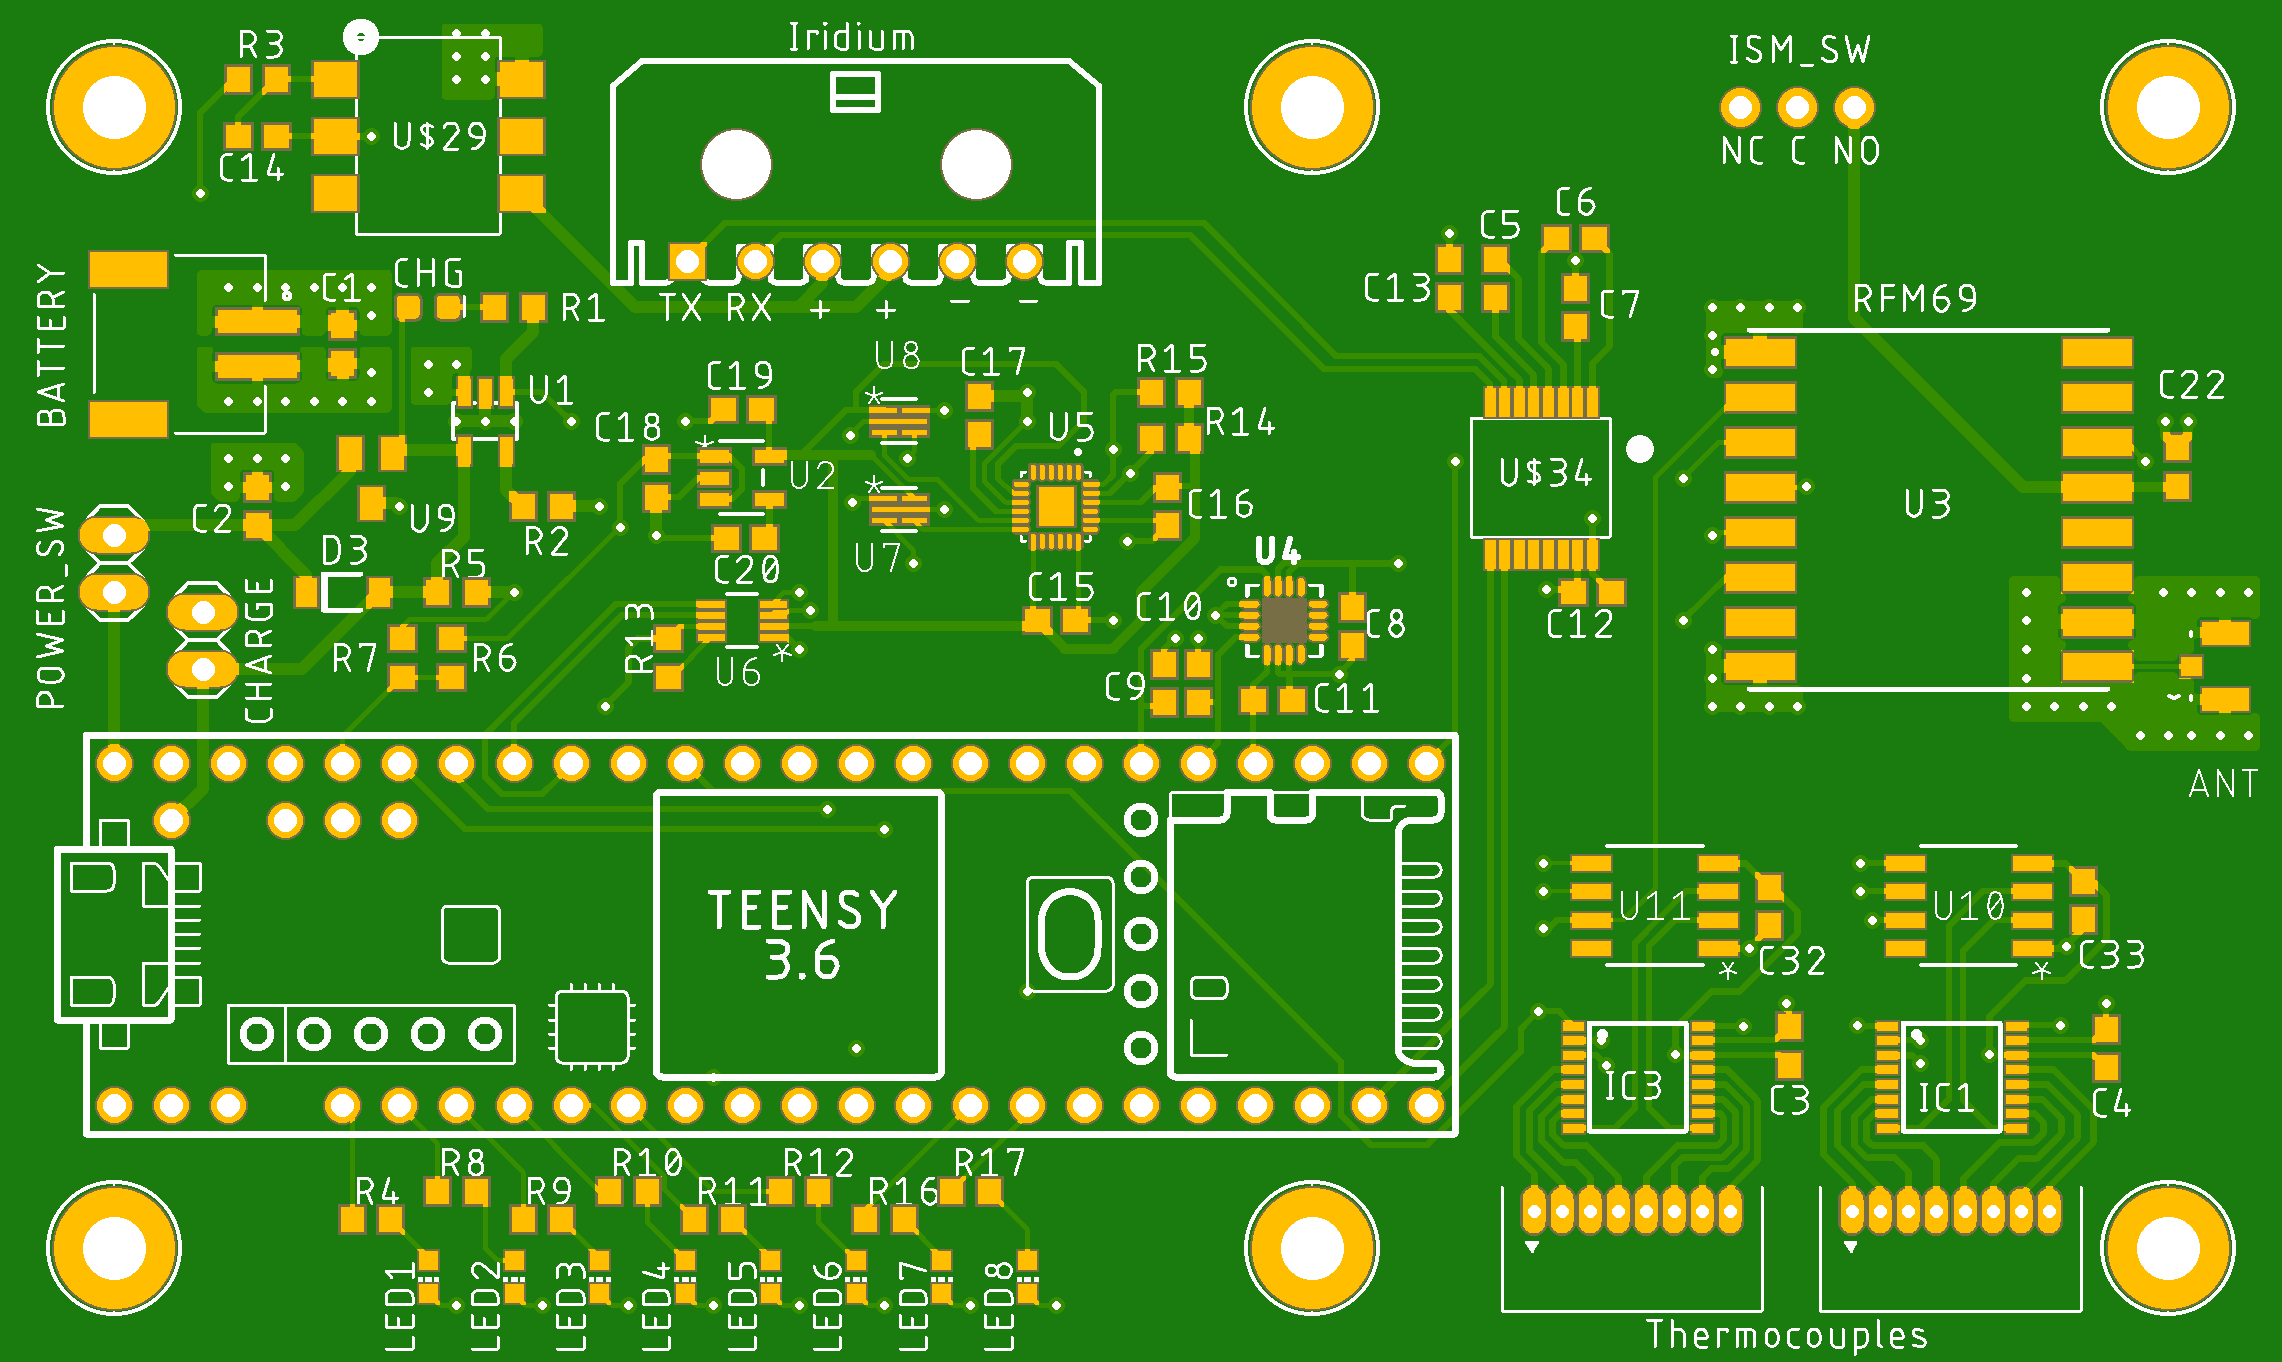 Iridium
R3
ISM_SW
U$29
NC C NO
C14
C6
C5
CHG
C1
C13
C7
RFM69
BATTERY
R1
TX RX + + − −
U8
C17
R15
U1
C19
C22
C18
U5
R14
U2
U$34
U3
C2
U9
C16
POWER_SW
R2
U7
U4
D3
R5
C20
CHARGE
C15
C10
R13
C8
C12
R7
R6
U6
C9
C11
ANT
TEENSY
3.6
U11
U10
C32
C33
IC3
IC1
C3
C4
R8
R10
R12
R17
R4
R9
R11
R16
LED1
LED2
LED3
LED4
LED5
LED6
LED7
LED8
Thermocouples